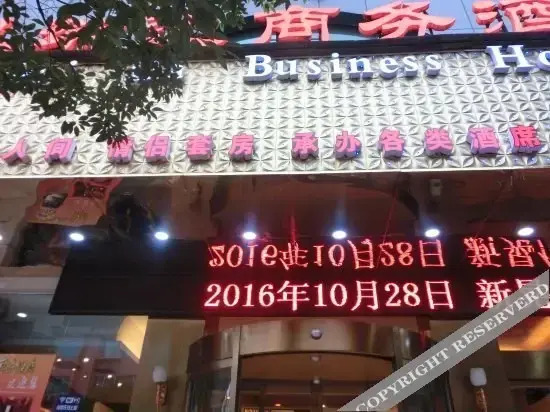 商务酒
Business Ho
人间 情侣套房 承办各类酒席
2016年10月28日 新
2016年10月28日 新
COPYRIGHT RESERVED